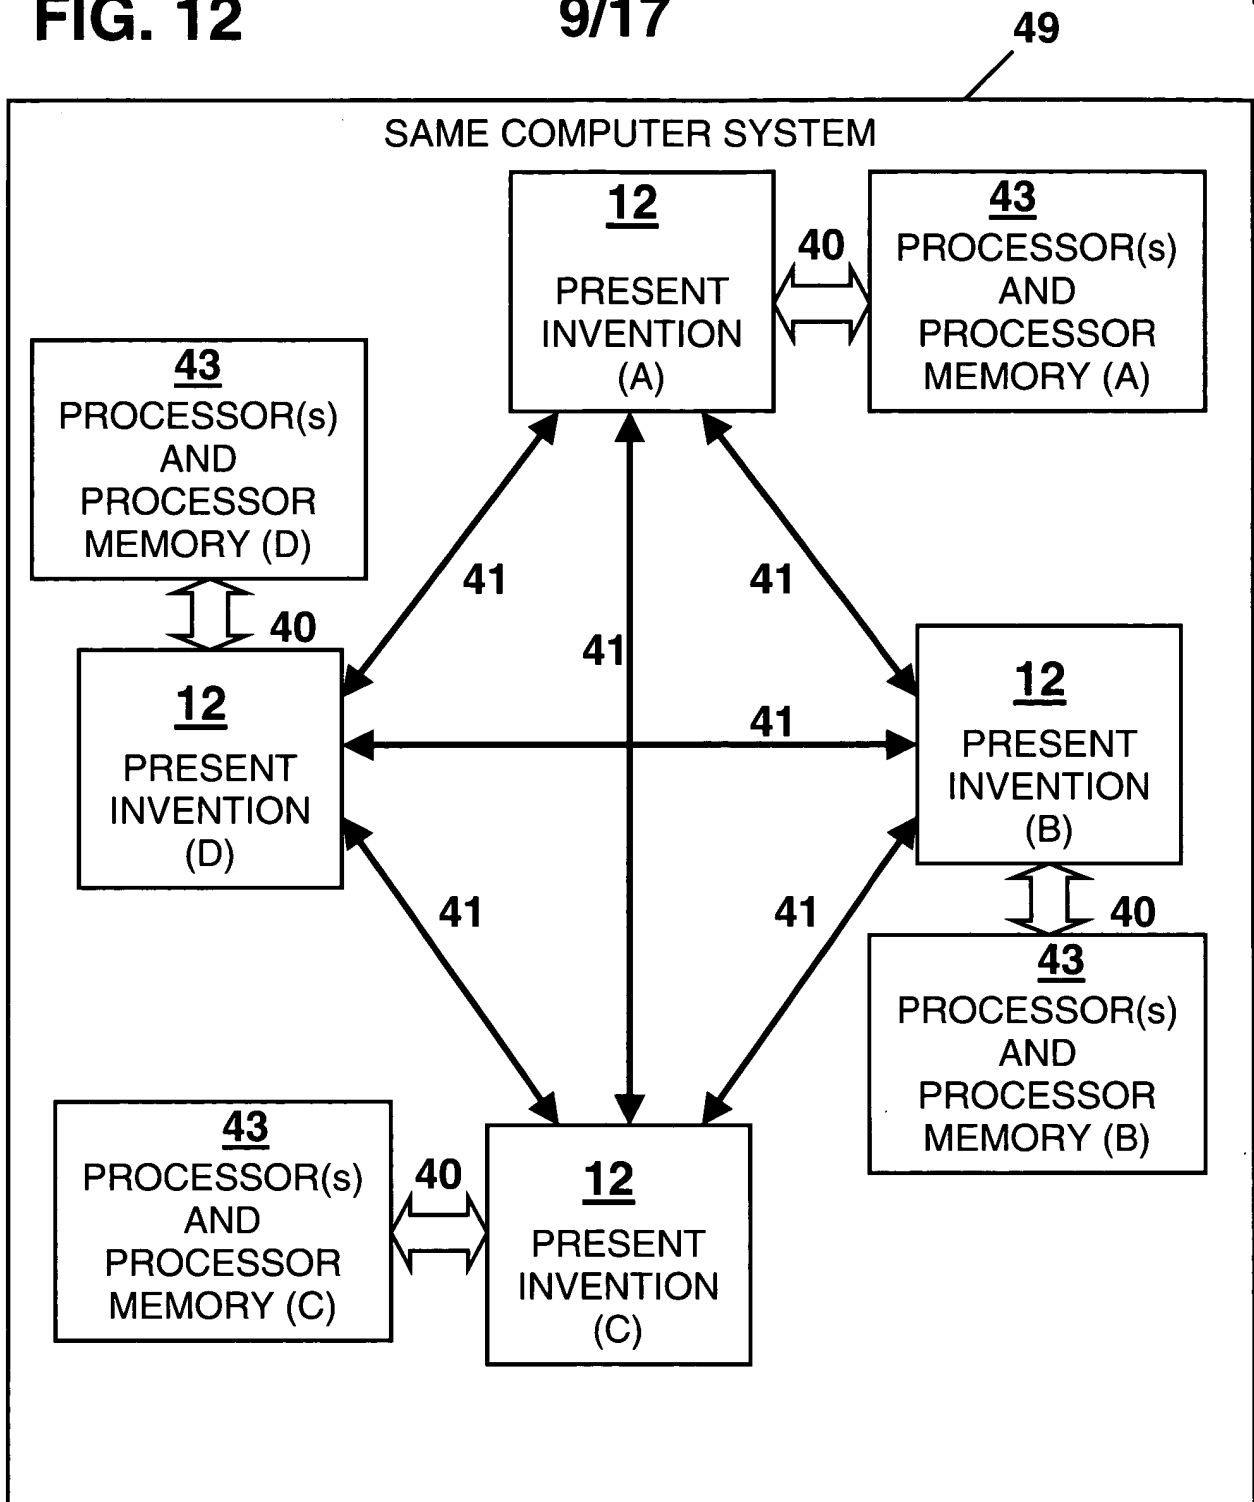 FIG. 12
9/17
49
SAME COMPUTER SYSTEM
12
PRESENT
INVENTION
(A)
40
43
PROCESSOR(s)
AND
PROCESSOR
MEMORY (A)
43
PROCESSOR(s)
AND
PROCESSOR
MEMORY (D)
40
41
41
41
41
12
PRESENT
INVENTION
(D)
12
PRESENT
INVENTION
(B)
41
41
40
43
PROCESSOR(s)
AND
PROCESSOR
MEMORY (B)
43
PROCESSOR(s)
AND
PROCESSOR
MEMORY (C)
40
12
PRESENT
INVENTION
(C)